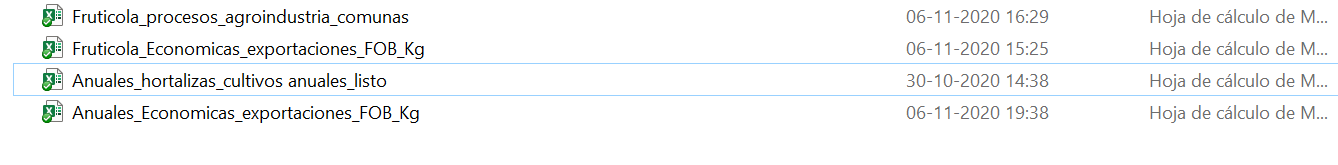 Fruticola_procesos_agroindustria_comunas 06-11-2020 16:29 Hoja de cálculo de M...
Fruticola_Economicas_exportaciones_FOB_Kg 06-11-2020 15:25 Hoja de cálculo de M...
Anuales_hortalizas_cultivos anuales_listo 30-10-2020 14:38 Hoja de cálculo de M...
Anuales_Economicas_exportaciones_FOB_Kg 06-11-2020 19:38 Hoja de cálculo de M...